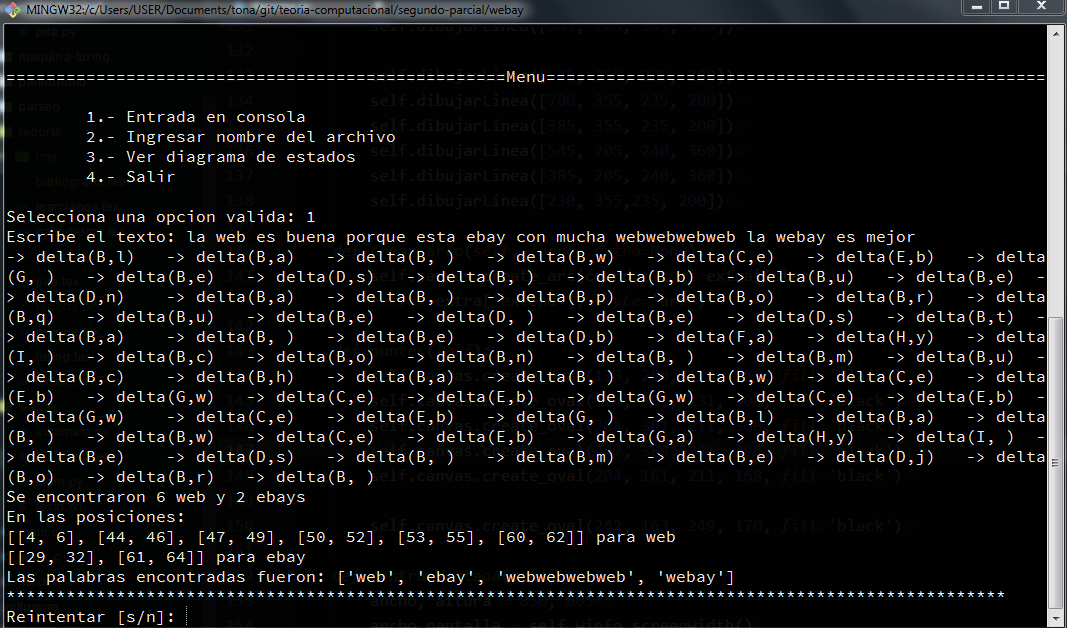 MINGW32:/c/Users/USER/Documents/tona/git/teoria-computacional/segundo-parcial/webay
==================================================Menu==================================================
1.- Entrada en consola
2.- Ingresar nombre del archivo
3.- Ver diagrama de estados
4.- Salir
Selecciona una opcion valida: 1
Escribe el texto: la web es buena porque esta ebay con mucha webwebwebweb la webay es mejor
-> delta(B,l)   -> delta(B,a)   -> delta(B, )   -> delta(B,w)   -> delta(C,e)   -> delta(E,b)   -> delta
(G, )   -> delta(B,e)   -> delta(D,s)   -> delta(B, )   -> delta(B,b)   -> delta(B,u)   -> delta(B,e)   -
> delta(D,n)   -> delta(B,a)   -> delta(B, )   -> delta(B,p)   -> delta(B,o)   -> delta(B,r)   -> delta
(B,q)   -> delta(B,u)   -> delta(B,e)   -> delta(D, )   -> delta(B,e)   -> delta(D,s)   -> delta(B,t)   -
> delta(B,a)   -> delta(B, )   -> delta(B,e)   -> delta(D,b)   -> delta(F,a)   -> delta(H,y)   -> delta
(I, )   -> delta(B,c)   -> delta(B,o)   -> delta(B,n)   -> delta(B, )   -> delta(B,m)   -> delta(B,u)   -
> delta(B,c)   -> delta(B,h)   -> delta(B,a)   -> delta(B, )   -> delta(B,w)   -> delta(C,e)   -> delta
(E,b)   -> delta(G,w)   -> delta(C,e)   -> delta(E,b)   -> delta(G,w)   -> delta(C,e)   -> delta(E,b)   -
> delta(G,w)   -> delta(C,e)   -> delta(E,b)   -> delta(G, )   -> delta(B,l)   -> delta(B,a)   -> delta
(B, )   -> delta(B,w)   -> delta(C,e)   -> delta(E,b)   -> delta(G,a)   -> delta(H,y)   -> delta(I, )   -
> delta(B,e)   -> delta(D,s)   -> delta(B, )   -> delta(B,m)   -> delta(B,e)   -> delta(D,j)   -> delta
(B,o)   -> delta(B,r)   -> delta(B, )
Se encontraron 6 web y 2 ebays
En las posiciones:
[[4, 6], [44, 46], [47, 49], [50, 52], [53, 55], [60, 62]] para web
[[29, 32], [61, 64]] para ebay
Las palabras encontradas fueron: ['web', 'ebay', 'webwebwebweb', 'webay']
****************************************************************************************************
Reintentar [s/n]: